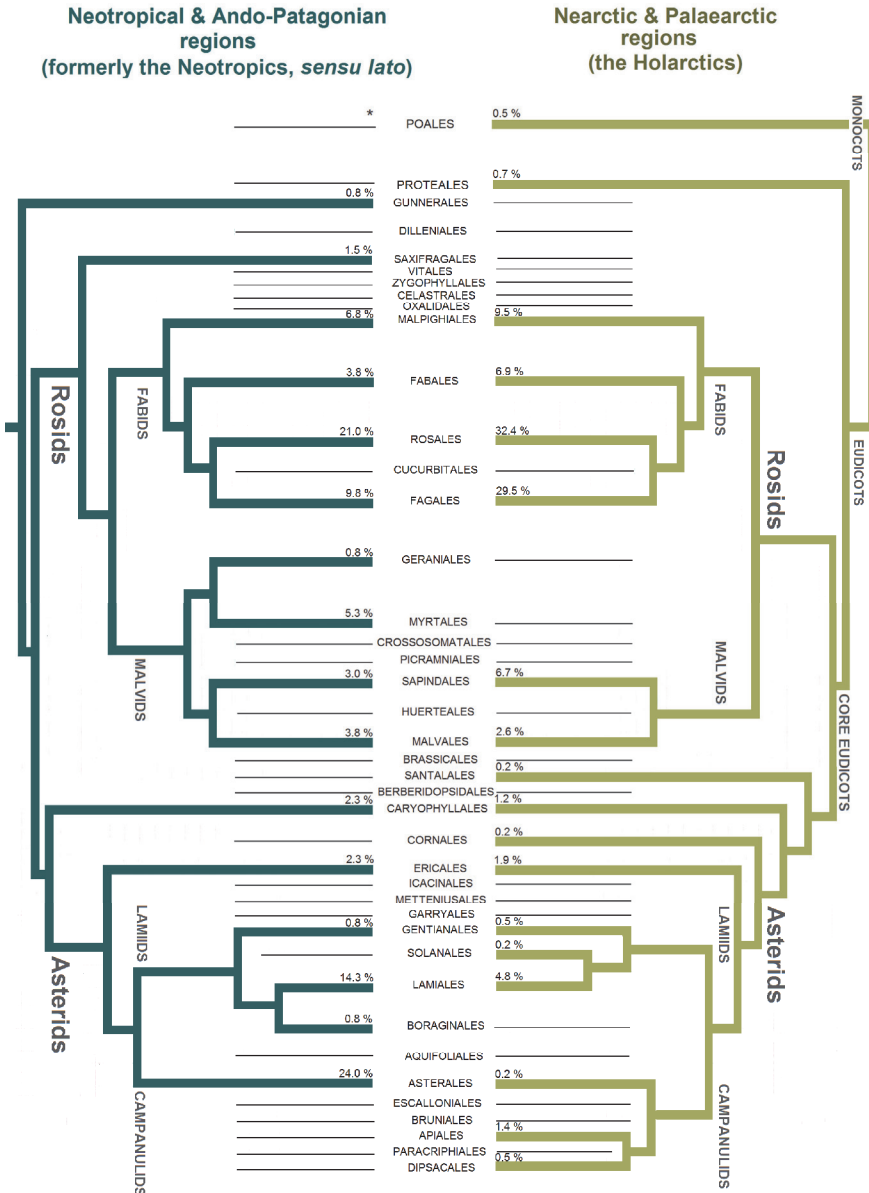 Neotropical & Ando-Patagonian
regions
(formerly the Neotropics, sensu lato)
Nearctic & Palaearctic
regions
(the Holarctics)
* POALES 0.5 %
MONOCOTS
PROTEALES 0.7 %
0.8 % GUNNERALES
DILLENIALES
1.5 % SAXIFRAGALES
VITALES
ZYGOPHYLLALES
CELASTRALES
OXALIDALES
6.8 % MALPIGHIALES 9.5 %
Rosids
FABIDS
3.8 % FABALES 6.9 %
FABIDS
21.0 % ROSALES 32.4 %
EUDICOTS
CUCURBITALES
Rosids
9.8 % FAGALES 29.5 %
0.8 % GERANIALES
5.3 % MYRTALES
CROSSOSOMATALES
PICRAMNIALES
MALVIDS
3.0 % SAPINDALES 6.7 %
MALVIDS
HUERTEALES
3.8 % MALVALES 2.6 %
CORE EUDICOTS
BRASSICALES
SANTALALES 0.2 %
BERBERIDOPSIDALES
2.3 % CARYOPHYLLALES 1.2 %
CORNALES 0.2 %
2.3 % ERICALES 1.9 %
ICACINALES
METTENIUSALES
GARRYALES
LAMIIDS
0.8 % GENTIANALES 0.5 %
LAMIIDS
Asterids
SOLANALES 0.2 %
14.3 % LAMIALES 4.8 %
Asterids
0.8 % BORAGINALES
AQUIFOLIALES
24.0 % ASTERALES 0.2 %
ESCALLONIALES
BRUNIALES
CAMPANULIDS
APIALES 1.4 %
CAMPANULIDS
PARACRIPHIALES
DIPSACALES 0.5 %